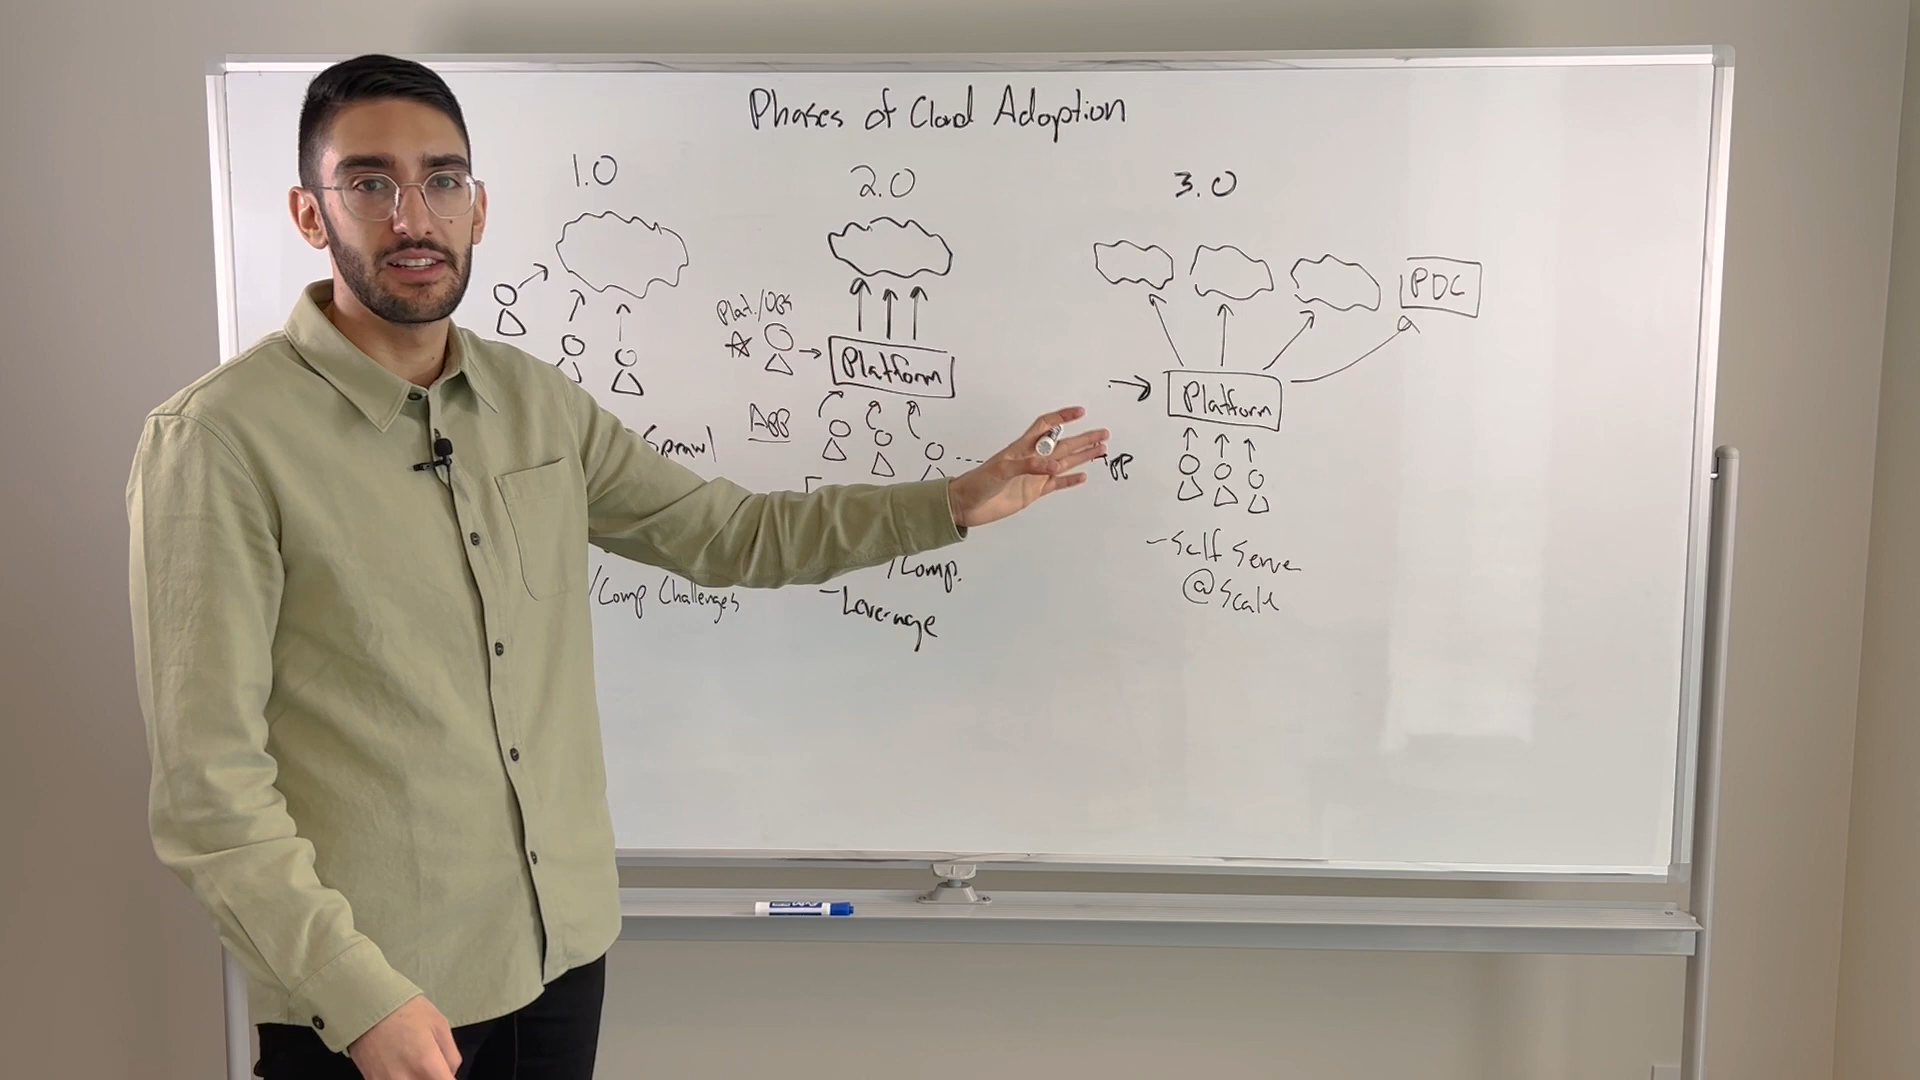 Phases of Cloud Adoption
1.0
Sprawl
/Comp Challenges
2.0
Plat./Ops
Platform
App
/Comp.
-Leverage
3.0
PDC
Platform
App
-Self Serve
@Scale